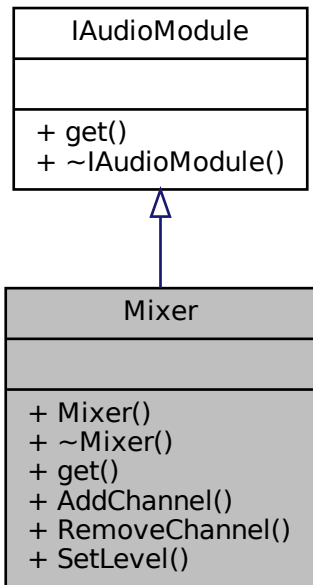 IAudioModule
+ get()
+ ~IAudioModule()
Mixer
+ Mixer()
+ ~Mixer()
+ get()
+ AddChannel()
+ RemoveChannel()
+ SetLevel()